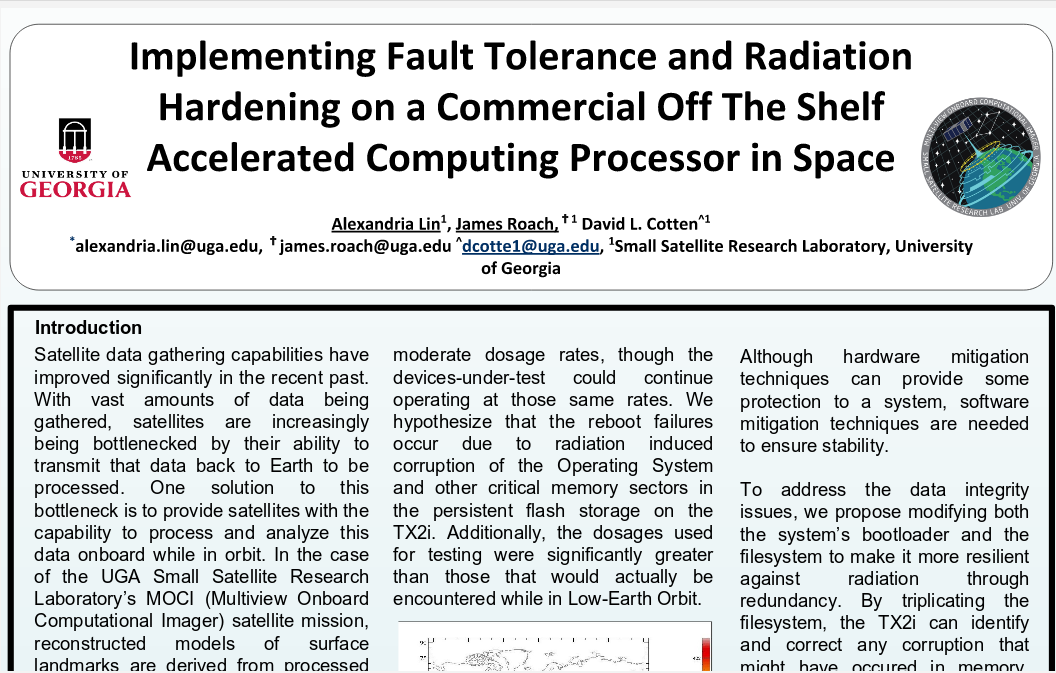 Implementing Fault Tolerance and Radiation
Hardening on a Commercial Off The Shelf
Accelerated Computing Processor in Space
1785
UNIVERSITY OF
GEORGIA
MULTIVIEW ONBOARD COMPUTATIONAL IMAGER
SMALL SATELLITE RESEARCH LAB UNIV OF GEORGIA
Alexandria Lin¹, James Roach,✝¹ David L. Cotten^¹
*alexandria.lin@uga.edu, ✝james.roach@uga.edu ^dcotte1@uga.edu, ¹Small Satellite Research Laboratory, University
of Georgia
Introduction
Satellite data gathering capabilities have
improved significantly in the recent past.
With vast amounts of data being
gathered, satellites are increasingly
being bottlenecked by their ability to
transmit that data back to Earth to be
processed. One solution to this
bottleneck is to provide satellites with the
capability to process and analyze this
data onboard while in orbit. In the case
of the UGA Small Satellite Research
Laboratory's MOCI (Multiview Onboard
Computational Imager) satellite mission,
reconstructed models of surface
landmarks are derived from processed
moderate dosage rates, though the
devices-under-test could continue
operating at those same rates. We
hypothesize that the reboot failures
occur due to radiation induced
corruption of the Operating System
and other critical memory sectors in
the persistent flash storage on the
TX2i. Additionally, the dosages used
for testing were significantly greater
than those that would actually be
encountered while in Low-Earth Orbit.
Although hardware mitigation
techniques can provide some
protection to a system, software
mitigation techniques are needed
to ensure stability.
To address the data integrity
issues, we propose modifying both
the system's bootloader and the
filesystem to make it more resilient
against radiation through
redundancy. By triplicating the
filesystem, the TX2i can identify
and correct any corruption that
might have occured in memory.